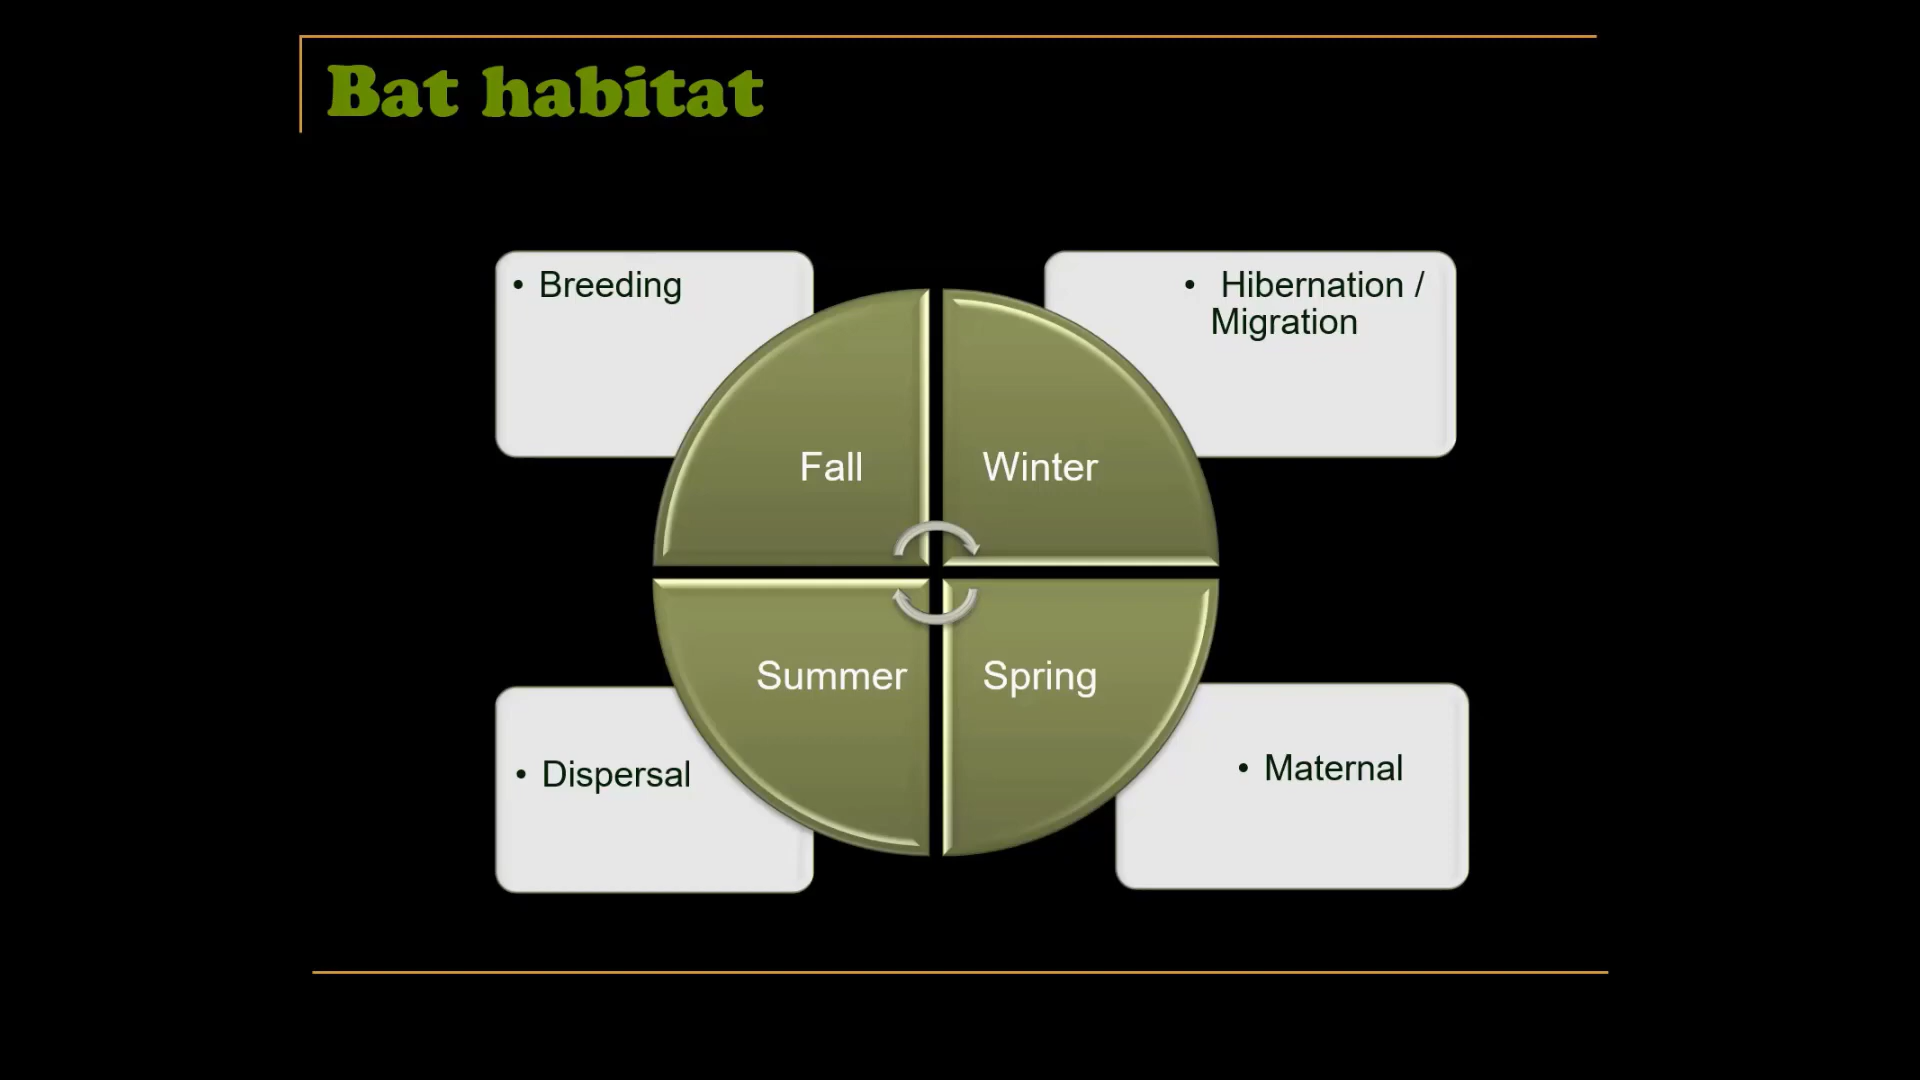 Bat habitat
• Breeding
• Hibernation /
Migration
Fall
Winter
Summer
Spring
• Dispersal
• Maternal